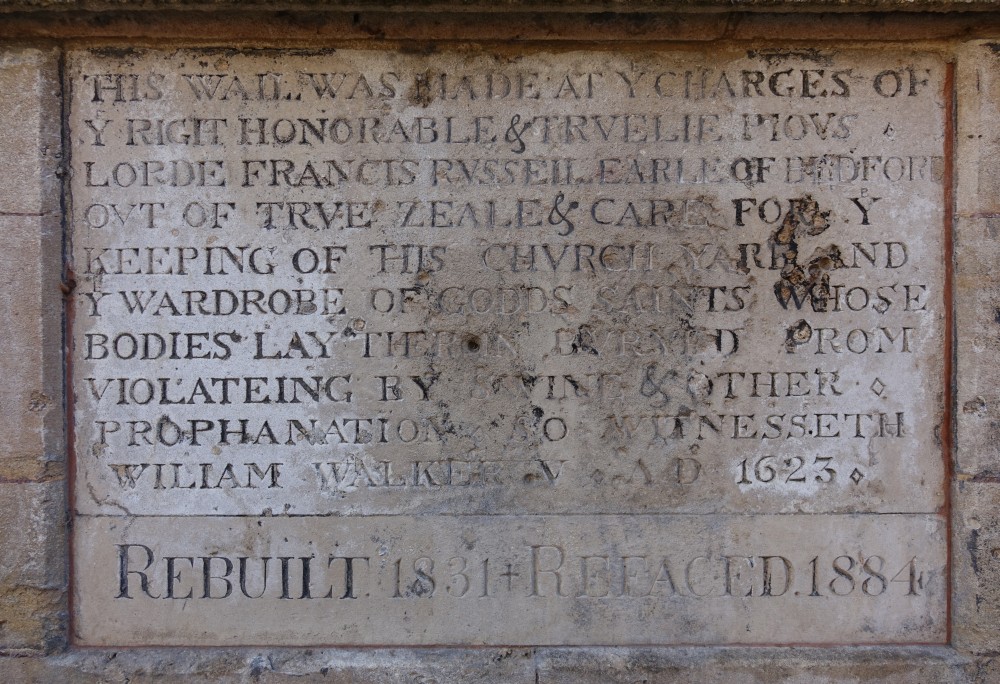 THIS WALL WAS MADE AT Y CHARGES OF
Y RIGHT HONORABLE & TRVELIE PIOVS
LORDE FRANCIS RVSSELL EARLE OF BEDFORD
OVT OF TRVE ZEALE & CARE FOR Y
KEEPING OF THIS CHVRCH YARD AND
Y WARDROBE OF GODDS SAINTS WHOSE
BODIES LAY THEREIN BVRYED FROM
VIOLATEING BY SWINE & OTHER
PROPHANATION SO WITNESSETH
WILIAM WALKER V A D 1623
REBUILT. 1831 + REFACED. 1884